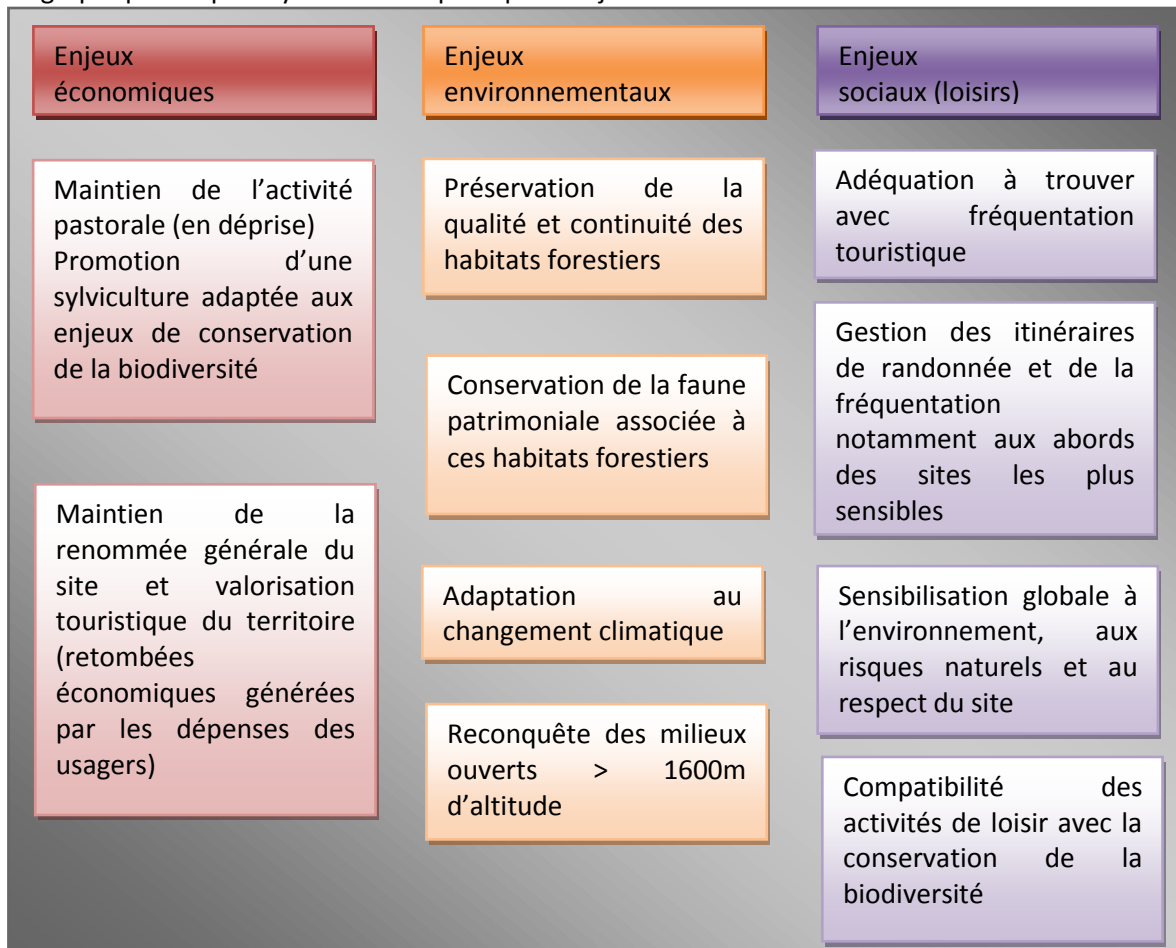 Enjeux
économiques
Maintien de l’activité
pastorale (en déprise)
Promotion d’une
sylviculture adaptée aux
enjeux de conservation
de la biodiversité
Maintien de la
renommée générale du
site et valorisation
touristique du territoire
(retombées
économiques générées
par les dépenses des
usagers)
Enjeux
environnementaux
Préservation de la
qualité et continuité des
habitats forestiers
Conservation de la faune
patrimoniale associée à
ces habitats forestiers
Adaptation au
changement climatique
Reconquête des milieux
ouverts > 1600m
d’altitude
Enjeux
sociaux (loisirs)
Adéquation à trouver
avec fréquentation
touristique
Gestion des itinéraires
de randonnée et de la
fréquentation
notamment aux abords
des sites les plus
sensibles
Sensibilisation globale à
l’environnement, aux
risques naturels et au
respect du site
Compatibilité des
activités de loisir avec la
conservation de la
biodiversité